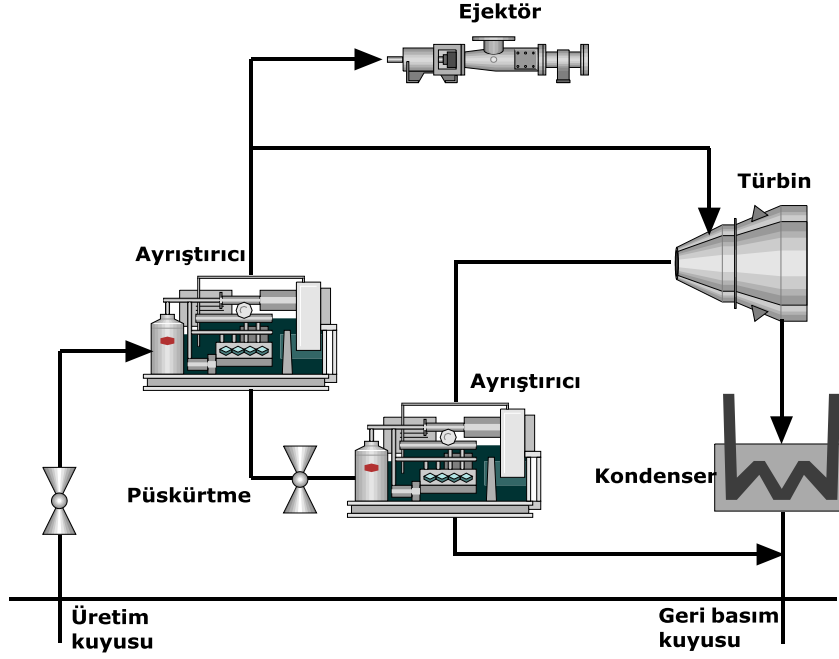 Ejektör
Türbin
Ayrıştırıcı
Ayrıştırıcı
Kondenser
Püskürtme
Üretim
kuyusu
Geri basım
kuyusu